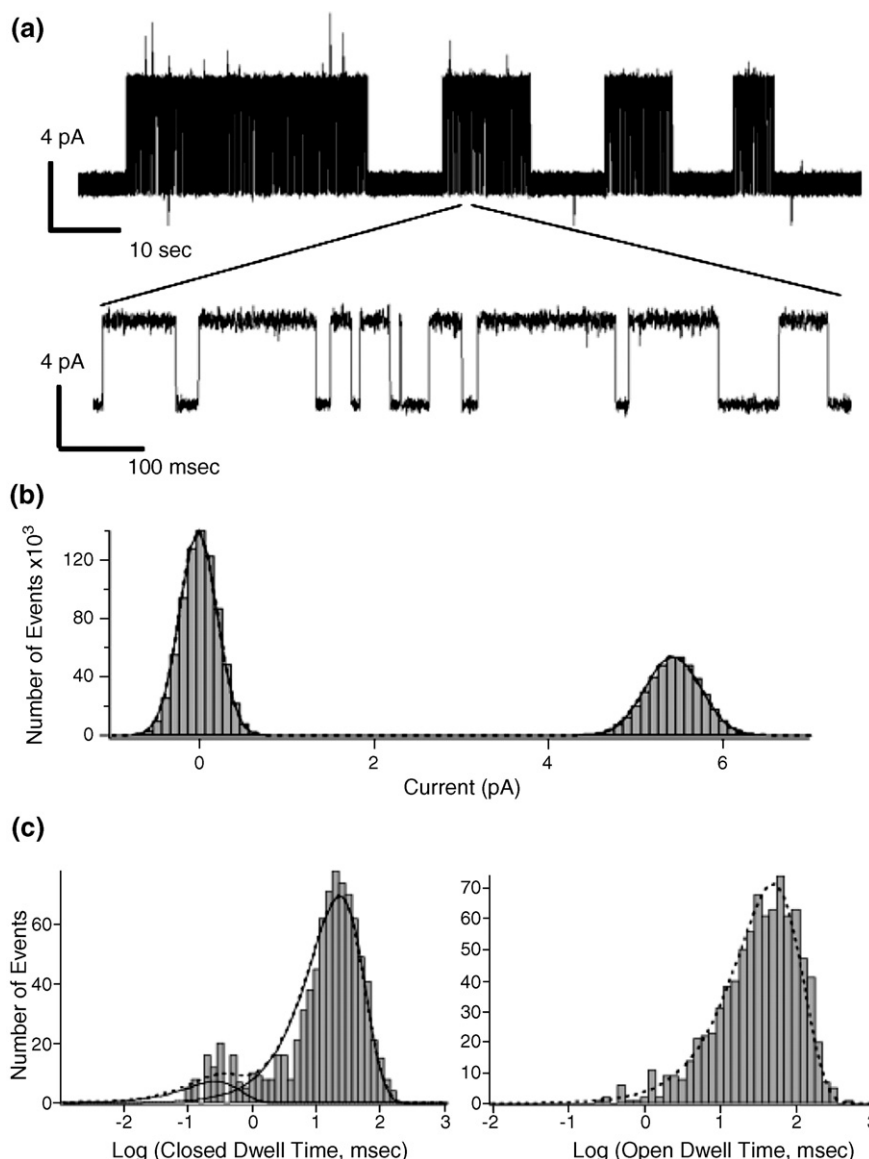 (a)
4 pA
10 sec
4 pA
100 msec
(b)
Number of Events x10³
120
80
40
0
0 2 4 6
Current (pA)
(c)
Number of Events
60
40
20
0
-2 -1 0 1 2 3
Log (Closed Dwell Time, msec)
70
60
50
40
30
20
10
0
-2 -1 0 1 2 3
Log (Open Dwell Time, msec)